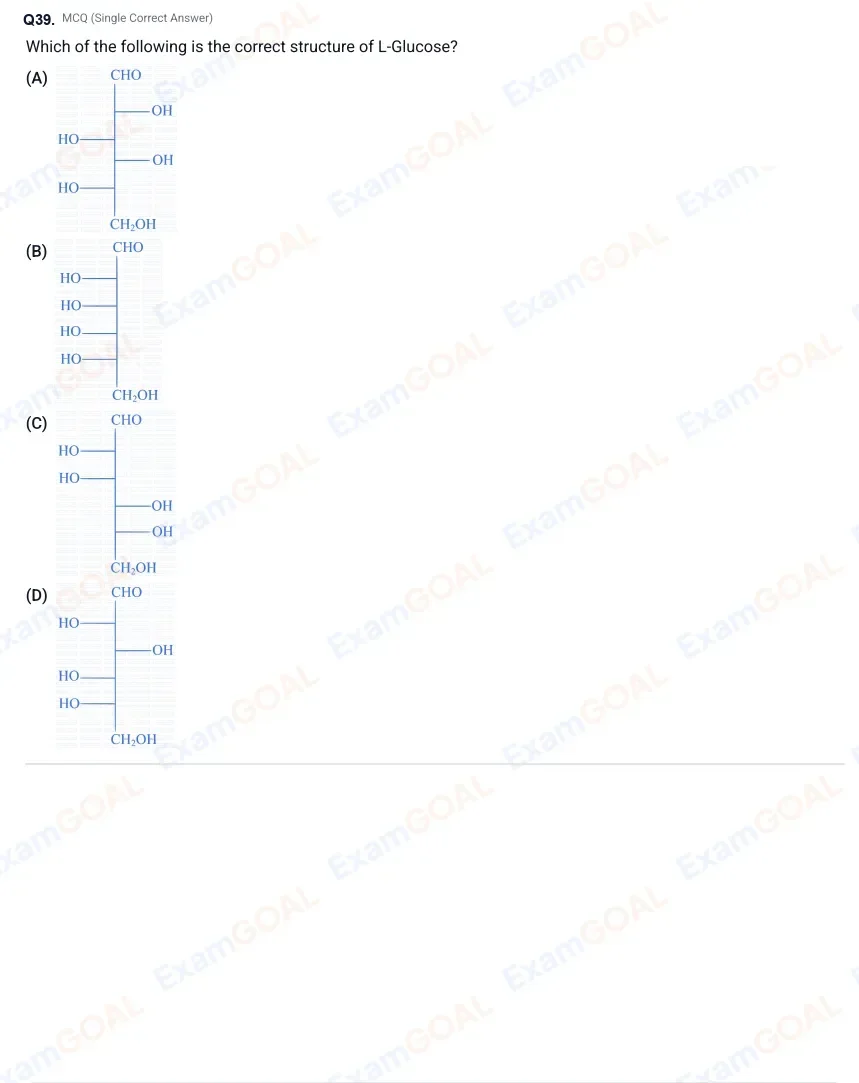 Q39. MCQ (Single Correct Answer)
Which of the following is the correct structure of L-Glucose?
(A)
CHO
OH
HO
OH
HO
CH₂OH
(B)
CHO
HO
HO
HO
HO
CH₂OH
(C)
CHO
HO
HO
OH
OH
CH₂OH
(D)
CHO
HO
OH
HO
HO
CH₂OH
ExamGOAL